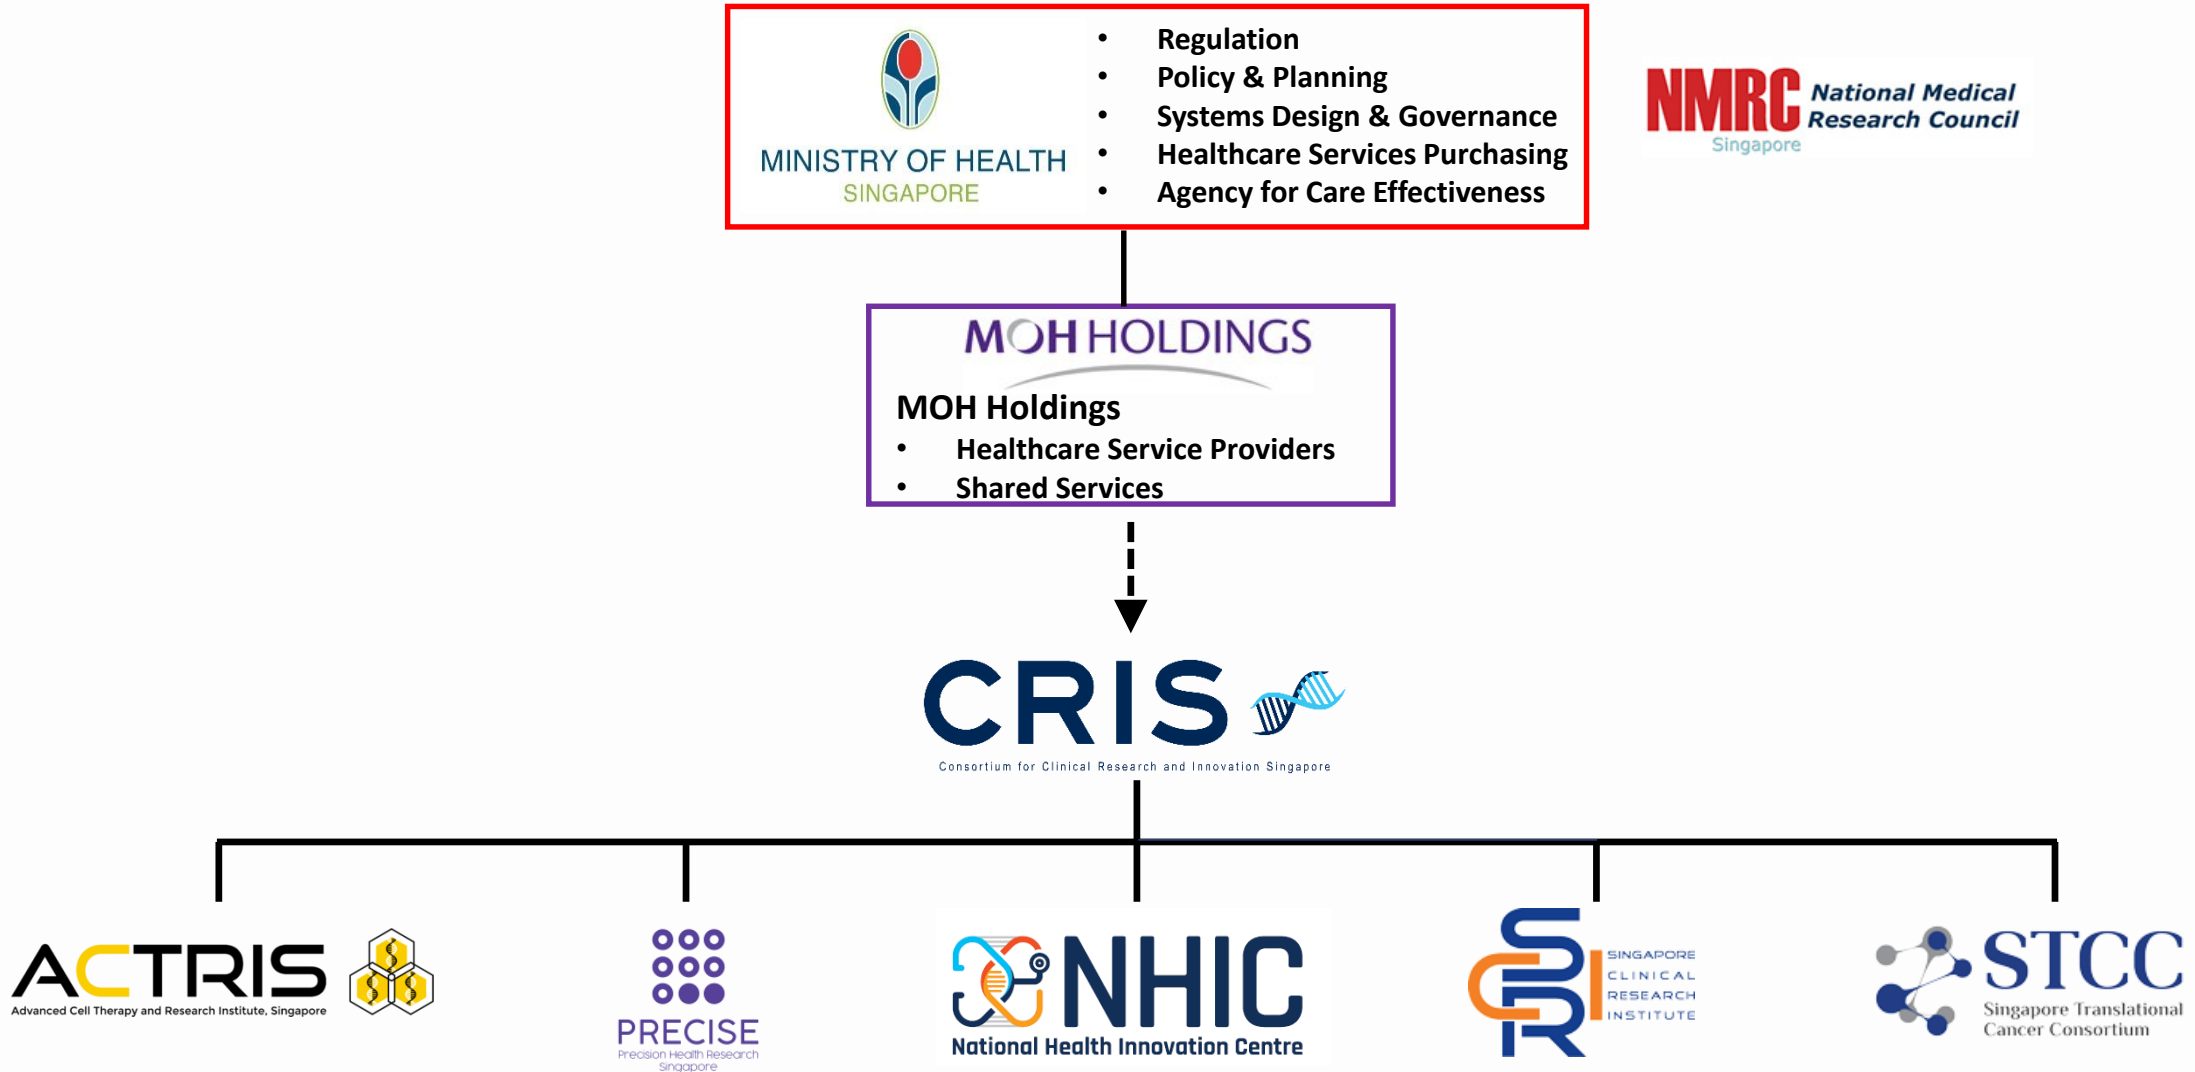 MINISTRY OF HEALTH
SINGAPORE
• Regulation
• Policy & Planning
• Systems Design & Governance
• Healthcare Services Purchasing
• Agency for Care Effectiveness
NMRC National Medical
Research Council
Singapore
MOH HOLDINGS
MOH Holdings
• Healthcare Service Providers
• Shared Services
CRIS
Consortium for Clinical Research and Innovation Singapore
ACTRIS
Advanced Cell Therapy and Research Institute, Singapore
PRECISE
Precision Health Research
Singapore
NHIC
National Health Innovation Centre
SCRI
SINGAPORE
CLINICAL
RESEARCH
INSTITUTE
STCC
Singapore Translational
Cancer Consortium